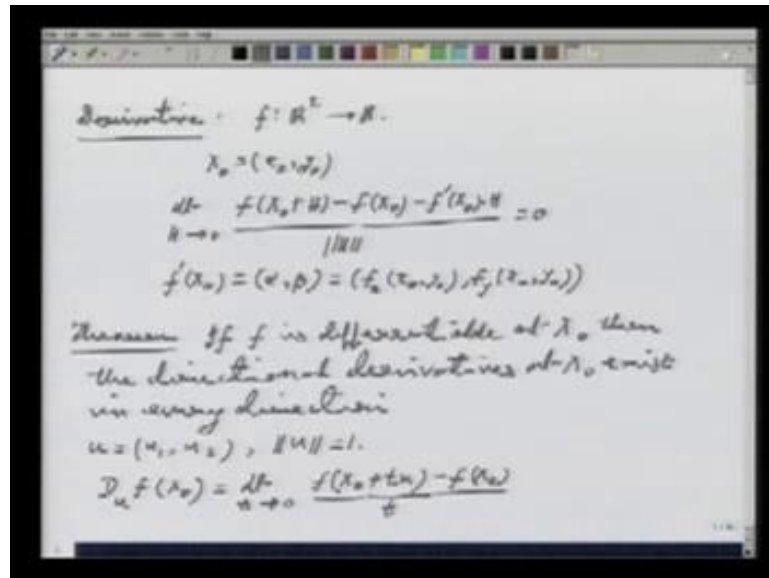 Derivative : f : ℝ² → ℝ.
X₀ = (x₀, y₀)
lt H → 0 (f(X₀ + H) − f(X₀) − f′(X₀)·H) / ||H|| = 0
f′(X₀) = (α, β) = (fₓ(x₀, y₀), f_y(x₀, y₀))
Theorem If f is differentiable at X₀ then
the directional derivatives at X₀ exist
in every direction
u = (u₁, u₂), ||u|| = 1.
D_u f(X₀) = lt t → 0 (f(X₀ + tu) − f(X₀)) / t